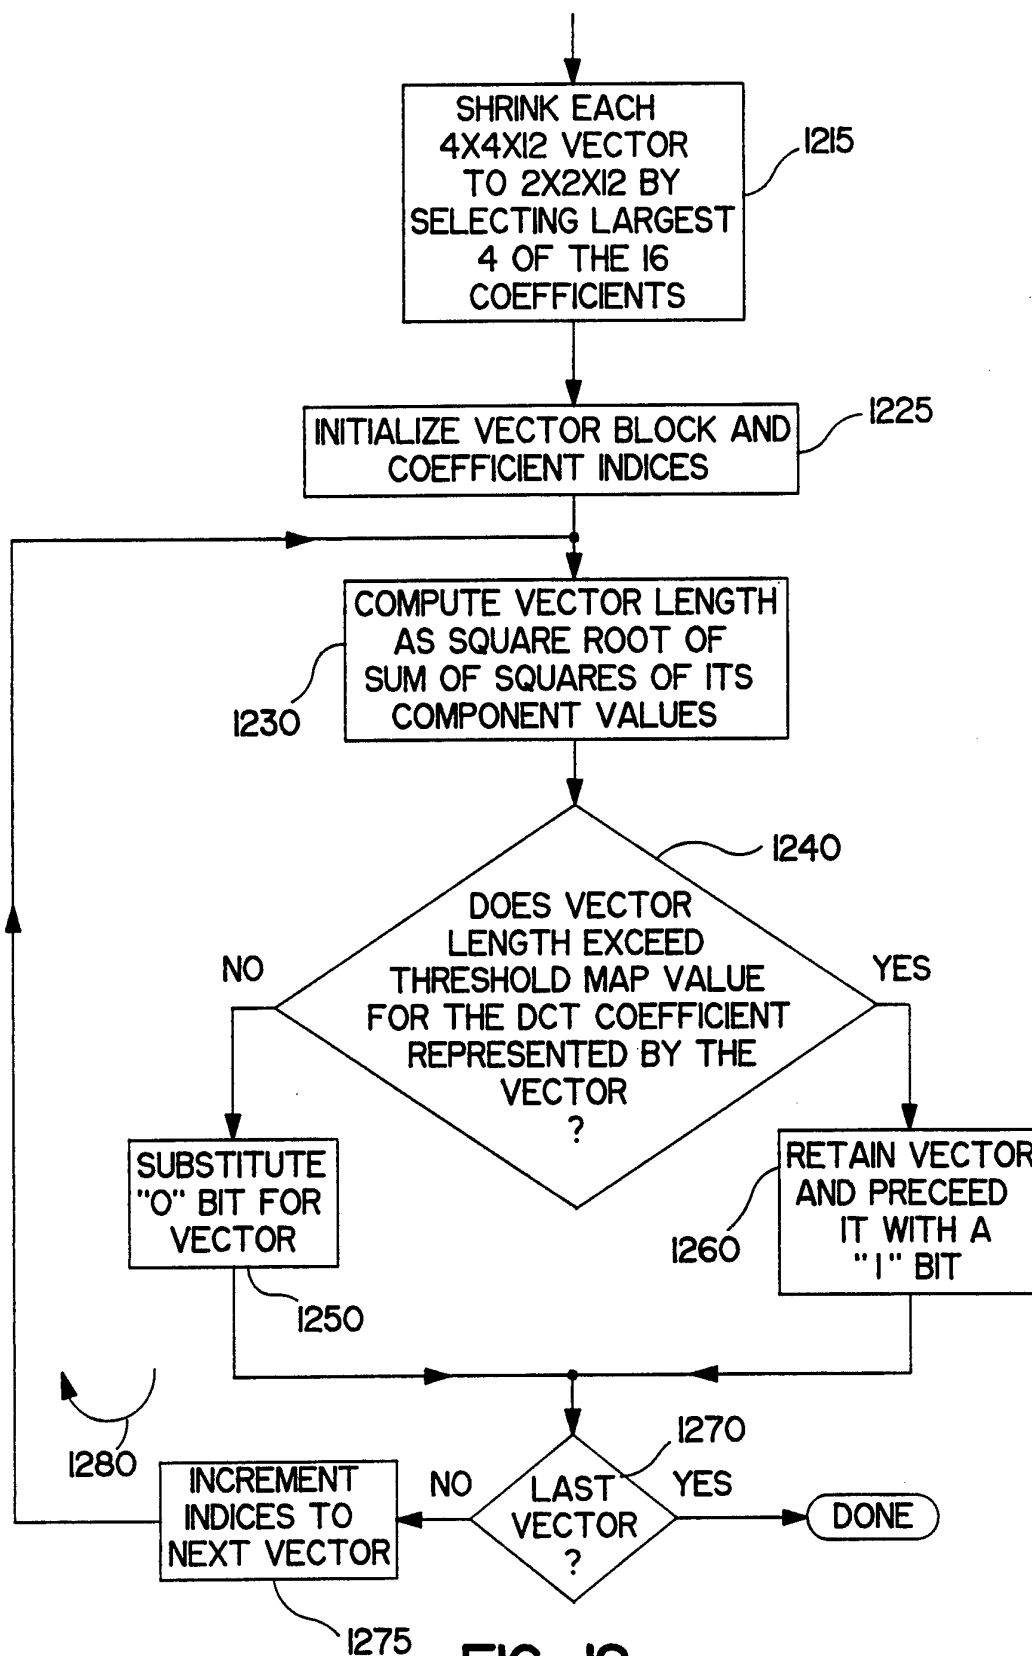 SHRINK EACH
4X4X12 VECTOR
TO 2X2X12 BY
SELECTING LARGEST
4 OF THE 16
COEFFICIENTS
1215
INITIALIZE VECTOR BLOCK AND
COEFFICIENT INDICES
1225
COMPUTE VECTOR LENGTH
AS SQUARE ROOT OF
SUM OF SQUARES OF ITS
COMPONENT VALUES
1230
1240
DOES VECTOR
LENGTH EXCEED
THRESHOLD MAP VALUE
FOR THE DCT COEFFICIENT
REPRESENTED BY THE
VECTOR
?
NO
YES
SUBSTITUTE
"0" BIT FOR
VECTOR
1250
RETAIN VECTOR
AND PRECEED
IT WITH A
"1" BIT
1260
1280
1270
LAST
VECTOR
?
NO
YES
INCREMENT
INDICES TO
NEXT VECTOR
1275
DONE